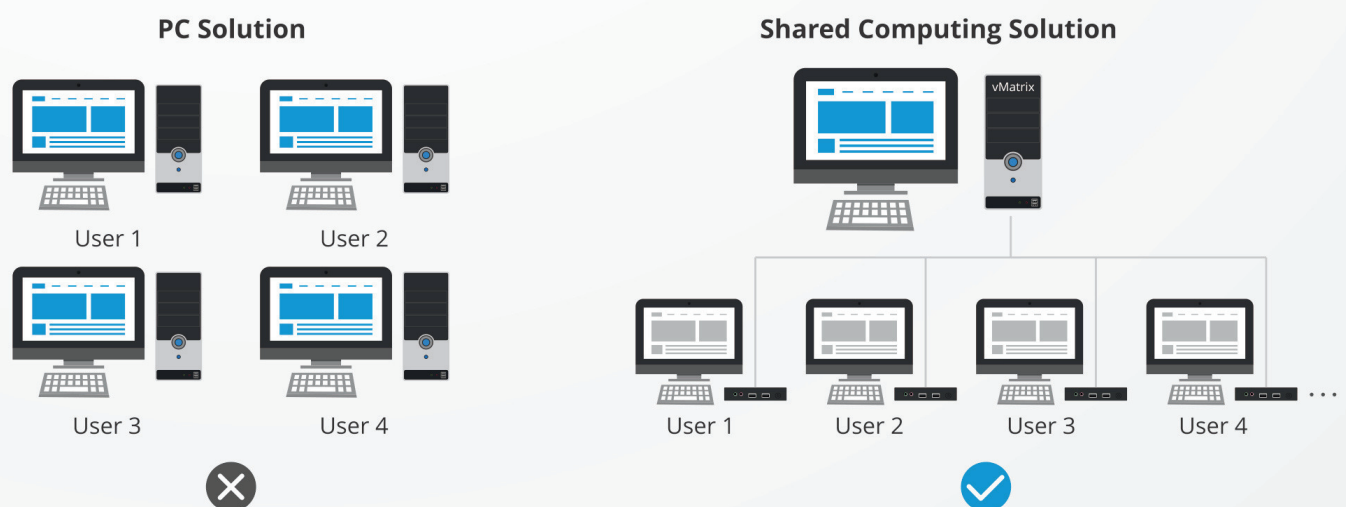 PC Solution
User 1
User 2
User 3
User 4
Shared Computing Solution
vMatrix
User 1
User 2
User 3
User 4
...